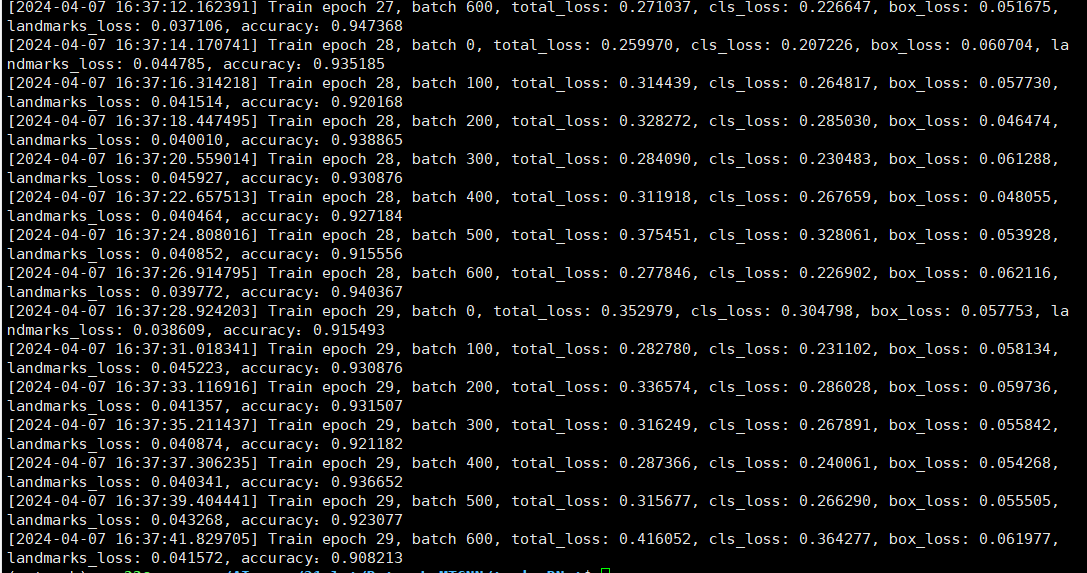 [2024-04-07 16:37:12.162391] Train epoch 27, batch 600, total_loss: 0.271037, cls_loss: 0.226647, box_loss: 0.051675,
landmarks_loss: 0.037106, accuracy：0.947368
[2024-04-07 16:37:14.170741] Train epoch 28, batch 0, total_loss: 0.259970, cls_loss: 0.207226, box_loss: 0.060704, la
ndmarks_loss: 0.044785, accuracy：0.935185
[2024-04-07 16:37:16.314218] Train epoch 28, batch 100, total_loss: 0.314439, cls_loss: 0.264817, box_loss: 0.057730,
landmarks_loss: 0.041514, accuracy：0.920168
[2024-04-07 16:37:18.447495] Train epoch 28, batch 200, total_loss: 0.328272, cls_loss: 0.285030, box_loss: 0.046474,
landmarks_loss: 0.040010, accuracy：0.938865
[2024-04-07 16:37:20.559014] Train epoch 28, batch 300, total_loss: 0.284090, cls_loss: 0.230483, box_loss: 0.061288,
landmarks_loss: 0.045927, accuracy：0.930876
[2024-04-07 16:37:22.657513] Train epoch 28, batch 400, total_loss: 0.311918, cls_loss: 0.267659, box_loss: 0.048055,
landmarks_loss: 0.040464, accuracy：0.927184
[2024-04-07 16:37:24.808016] Train epoch 28, batch 500, total_loss: 0.375451, cls_loss: 0.328061, box_loss: 0.053928,
landmarks_loss: 0.040852, accuracy：0.915556
[2024-04-07 16:37:26.914795] Train epoch 28, batch 600, total_loss: 0.277846, cls_loss: 0.226902, box_loss: 0.062116,
landmarks_loss: 0.039772, accuracy：0.940367
[2024-04-07 16:37:28.924203] Train epoch 29, batch 0, total_loss: 0.352979, cls_loss: 0.304798, box_loss: 0.057753, la
ndmarks_loss: 0.038609, accuracy：0.915493
[2024-04-07 16:37:31.018341] Train epoch 29, batch 100, total_loss: 0.282780, cls_loss: 0.231102, box_loss: 0.058134,
landmarks_loss: 0.045223, accuracy：0.930876
[2024-04-07 16:37:33.116916] Train epoch 29, batch 200, total_loss: 0.336574, cls_loss: 0.286028, box_loss: 0.059736,
landmarks_loss: 0.041357, accuracy：0.931507
[2024-04-07 16:37:35.211437] Train epoch 29, batch 300, total_loss: 0.316249, cls_loss: 0.267891, box_loss: 0.055842,
landmarks_loss: 0.040874, accuracy：0.921182
[2024-04-07 16:37:37.306235] Train epoch 29, batch 400, total_loss: 0.287366, cls_loss: 0.240061, box_loss: 0.054268,
landmarks_loss: 0.040341, accuracy：0.936652
[2024-04-07 16:37:39.404441] Train epoch 29, batch 500, total_loss: 0.315677, cls_loss: 0.266290, box_loss: 0.055505,
landmarks_loss: 0.043268, accuracy：0.923077
[2024-04-07 16:37:41.829705] Train epoch 29, batch 600, total_loss: 0.416052, cls_loss: 0.364277, box_loss: 0.061977,
landmarks_loss: 0.041572, accuracy：0.908213